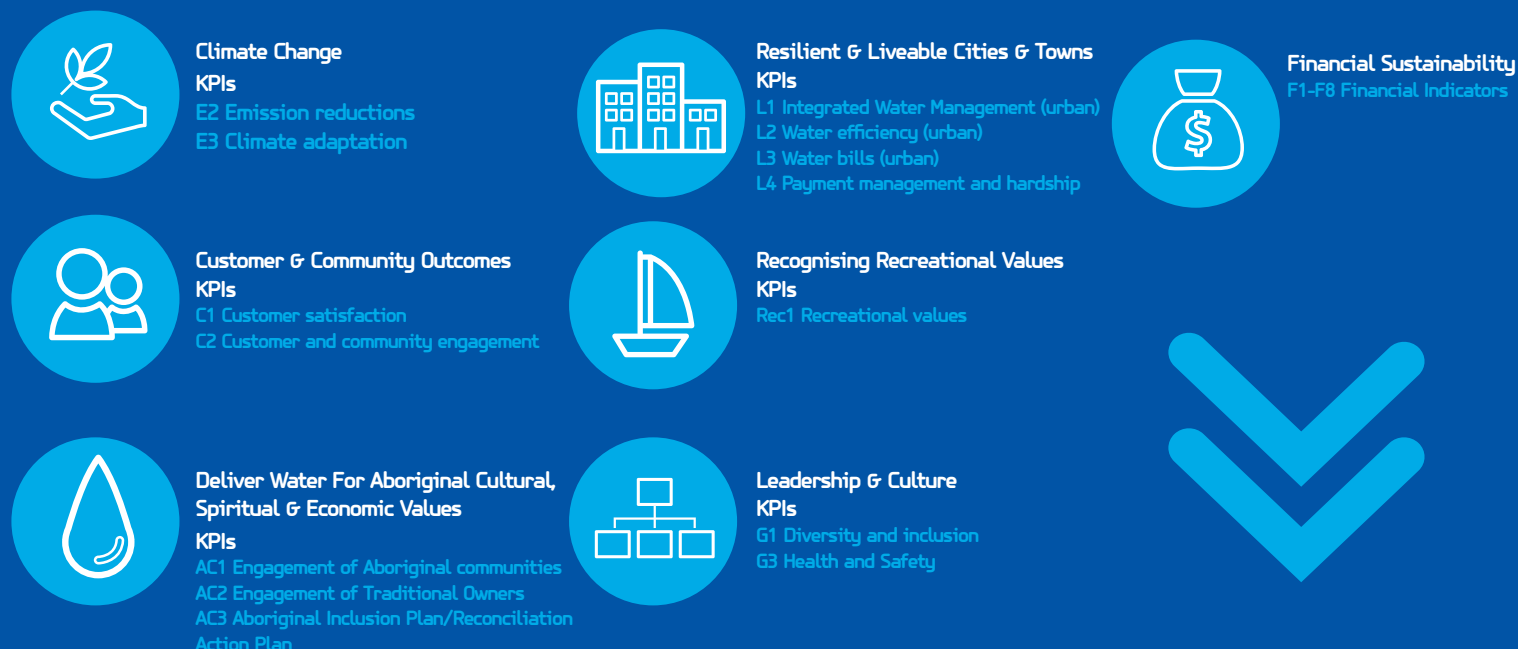 Climate Change
KPIs
E2 Emission reductions
E3 Climate adaptation
Resilient & Liveable Cities & Towns
KPIs
L1 Integrated Water Management (urban)
L2 Water efficiency (urban)
L3 Water bills (urban)
L4 Payment management and hardship
Financial Sustainability
F1-F8 Financial Indicators
Customer & Community Outcomes
KPIs
C1 Customer satisfaction
C2 Customer and community engagement
Recognising Recreational Values
KPIs
Rec1 Recreational values
Deliver Water For Aboriginal Cultural,
Spiritual & Economic Values
KPIs
AC1 Engagement of Aboriginal communities
AC2 Engagement of Traditional Owners
AC3 Aboriginal Inclusion Plan/Reconciliation
Action Plan
Leadership & Culture
KPIs
G1 Diversity and inclusion
G3 Health and Safety
$